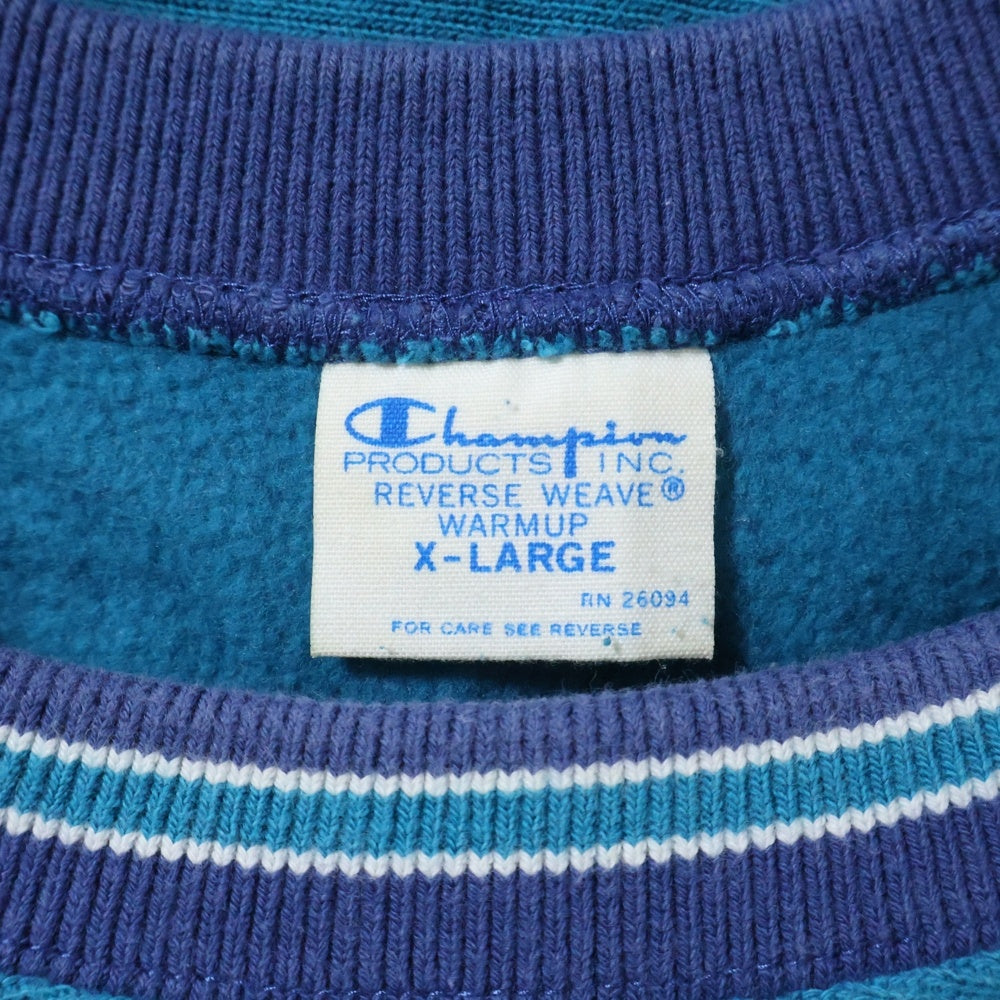 Champion
PRODUCTS INC.
REVERSE WEAVE®
WARMUP
X-LARGE
RN 26094
FOR CARE SEE REVERSE